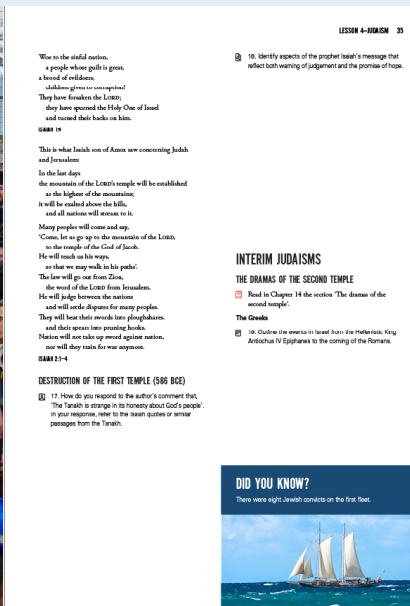 LESSON 4–JUDAISM 35
Woe to the sinful nation,
a people whose guilt is great,
a brood of evildoers,
children given to corruption!
They have forsaken the LORD;
they have spurned the Holy One of Israel
and turned their backs on him.
ISAIAH 1:4
This is what Isaiah son of Amoz saw concerning Judah
and Jerusalem:
In the last days
the mountain of the LORD's temple will be established
as the highest of the mountains;
it will be exalted above the hills,
and all nations will stream to it.
Many peoples will come and say,
'Come, let us go up to the mountain of the LORD,
to the temple of the God of Jacob.
He will teach us his ways,
so that we may walk in his paths'.
The law will go out from Zion,
the word of the LORD from Jerusalem.
He will judge between the nations
and will settle disputes for many peoples.
They will beat their swords into ploughshares.
and their spears into pruning hooks.
Nation will not take up sword against nation,
nor will they train for war anymore.
ISAIAH 2:1–4
DESTRUCTION OF THE FIRST TEMPLE (586 BCE)
17. How do you respond to the author's comment that,
'The Tanakh is strange in its honesty about God's people'.
In your response, refer to the Isaiah quotes or similar
passages from the Tanakh.
18. Identify aspects of the prophet Isaiah's message that
reflect both warning of judgement and the promise of hope.
INTERIM JUDAISMS
THE DRAMAS OF THE SECOND TEMPLE
Read in Chapter 14 the section 'The dramas of the
second temple'.
The Greeks
19. Outline the events in Israel from the Hellenistic King
Antiochus IV Epiphanes to the coming of the Romans.
DID YOU KNOW?
There were eight Jewish convicts on the first fleet.